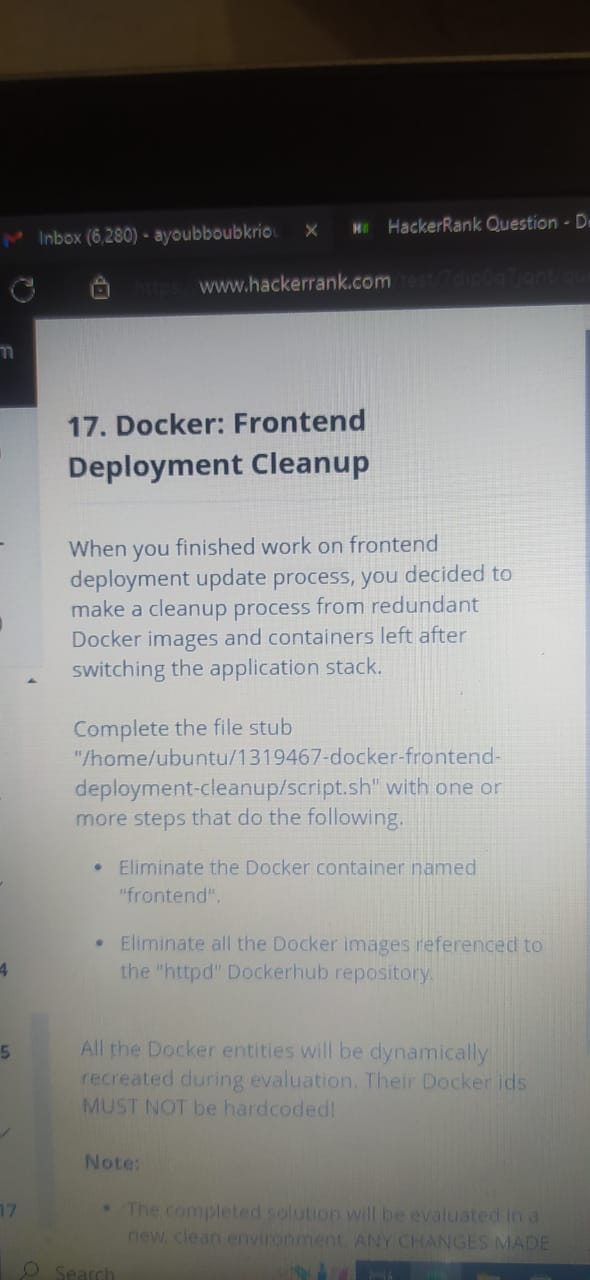 Inbox (6,280) - ayoubboubkrio
HackerRank Question - D
www.hackerrank.com
17. Docker: Frontend
Deployment Cleanup
When you finished work on frontend
deployment update process, you decided to
make a cleanup process from redundant
Docker images and containers left after
switching the application stack.
Complete the file stub
"/home/ubuntu/1319467-docker-frontend-
deployment-cleanup/script.sh" with one or
more steps that do the following.
• Eliminate the Docker container named
"frontend".
• Eliminate all the Docker images referenced to
the "httpd" Dockerhub repository.
4
5
All the Docker entities will be dynamically
recreated during evaluation. Their Docker ids
MUST NOT be hardcoded!
Note:
17
• The completed solution will be evaluated in a
new, clean environment. ANY CHANGES MADE
Search